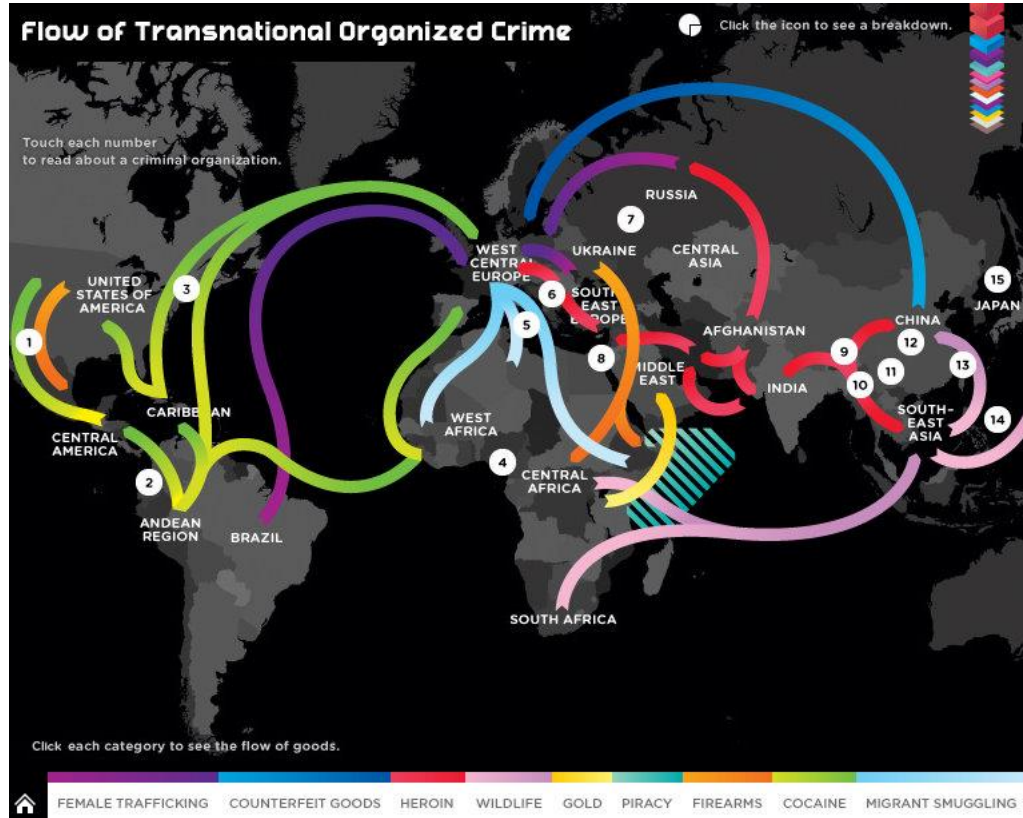 Flow of Transnational Organized Crime
Click the icon to see a breakdown.
Touch each number
to read about a criminal organization.
RUSSIA
7
WEST
CENTRAL
EUROPE
UKRAINE
CENTRAL
ASIA
UNITED
STATES OF
AMERICA
3
6
SOUTH
EAST
EUROPE
15
JAPAN
1
5
AFGHANISTAN
CHINA
12
8
MIDDLE
EAST
9
11
13
INDIA
10
CARIBBEAN
WEST
AFRICA
SOUTH-
EAST
ASIA
14
CENTRAL
AMERICA
2
4
CENTRAL
AFRICA
ANDEAN
REGION
BRAZIL
SOUTH AFRICA
Click each category to see the flow of goods.
FEMALE TRAFFICKING COUNTERFEIT GOODS HEROIN WILDLIFE GOLD PIRACY FIREARMS COCAINE MIGRANT SMUGGLING